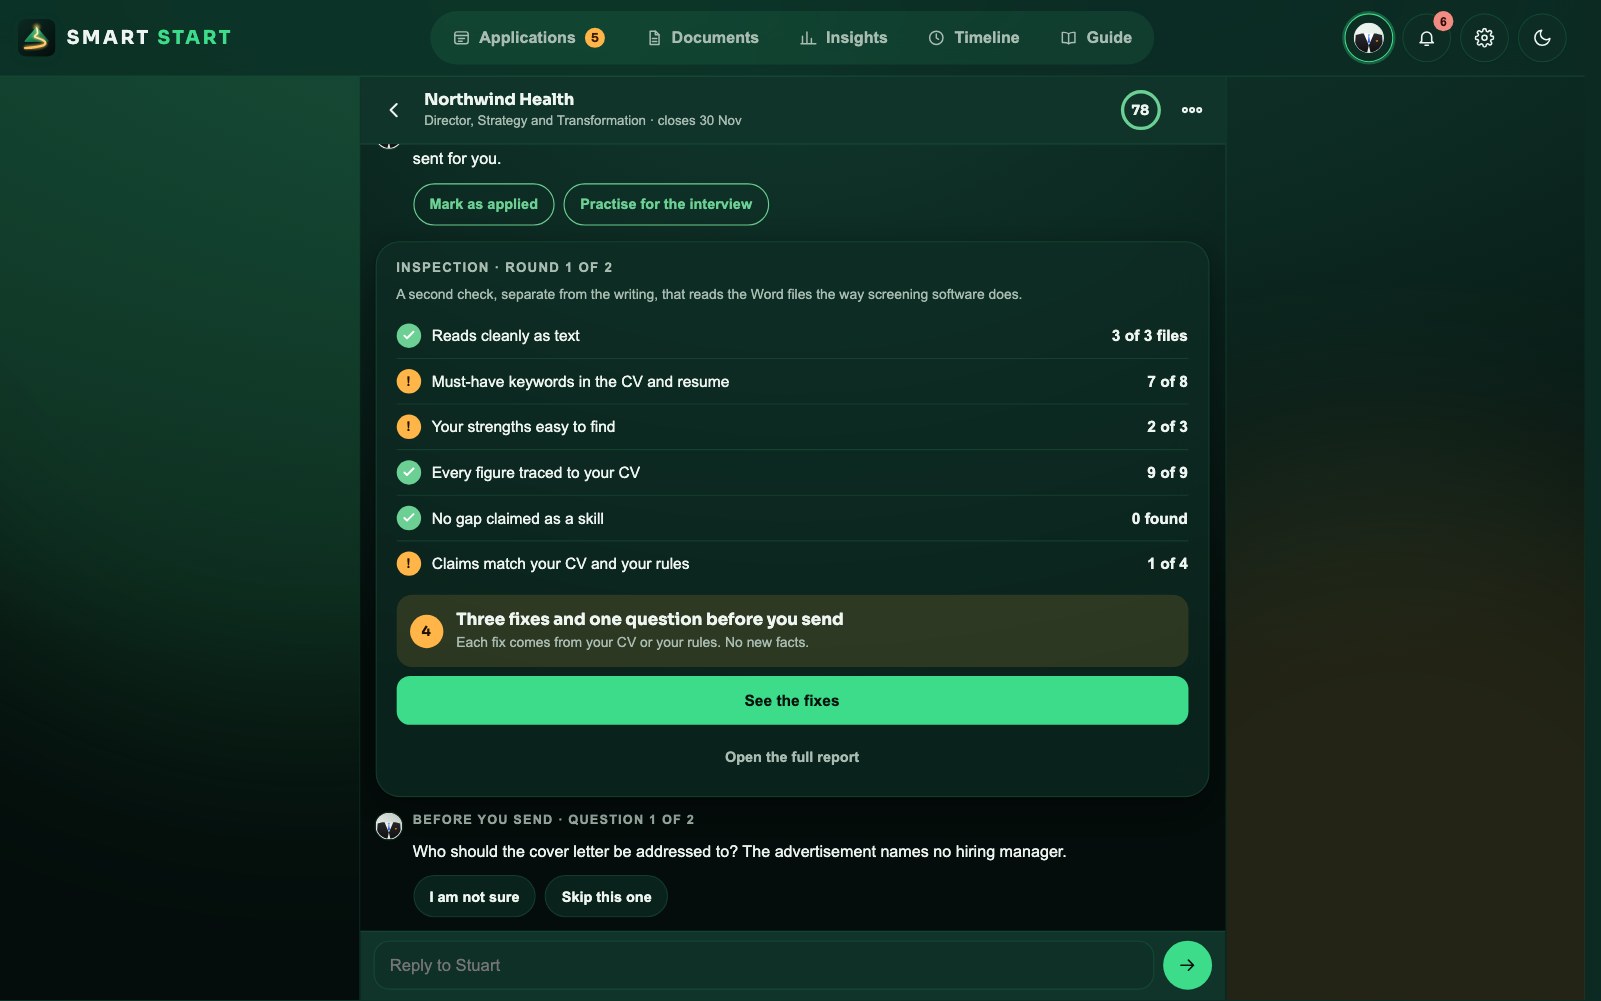 SMART START
Applications 5
Documents
Insights
Timeline
Guide
6
Northwind Health
Director, Strategy and Transformation · closes 30 Nov
78
sent for you.
Mark as applied
Practise for the interview
INSPECTION · ROUND 1 OF 2
A second check, separate from the writing, that reads the Word files the way screening software does.
Reads cleanly as text 3 of 3 files
! Must-have keywords in the CV and resume 7 of 8
! Your strengths easy to find 2 of 3
Every figure traced to your CV 9 of 9
No gap claimed as a skill 0 found
! Claims match your CV and your rules 1 of 4
4
Three fixes and one question before you send
Each fix comes from your CV or your rules. No new facts.
See the fixes
Open the full report
BEFORE YOU SEND · QUESTION 1 OF 2
Who should the cover letter be addressed to? The advertisement names no hiring manager.
I am not sure
Skip this one
Reply to Stuart